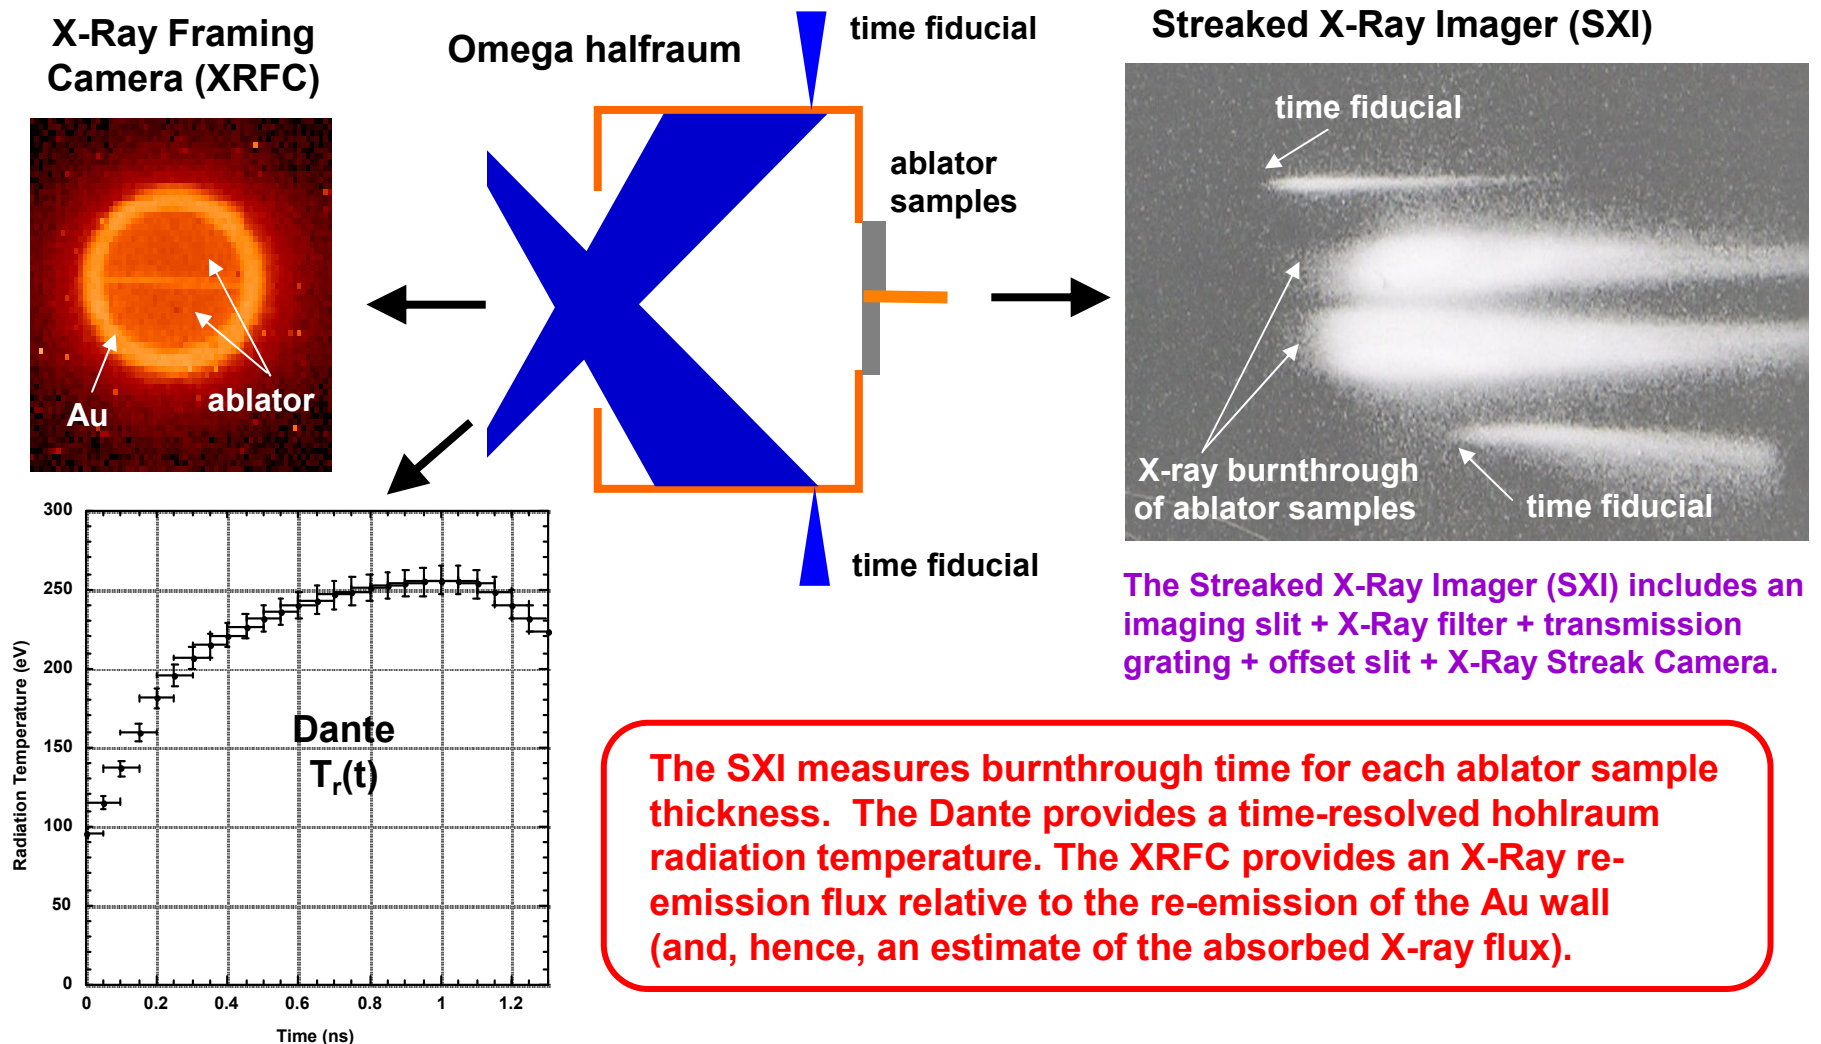 X-Ray Framing
Camera (XRFC)
Au
ablator
Omega halfraum
time fiducial
ablator
samples
time fiducial
Streaked X-Ray Imager (SXI)
time fiducial
X-ray burnthrough
of ablator samples
time fiducial
The Streaked X-Ray Imager (SXI) includes an
imaging slit + X-Ray filter + transmission
grating + offset slit + X-Ray Streak Camera.
Radiation Temperature (eV)
300
250
200
150
100
50
0
Dante
Tr(t)
0 0.2 0.4 0.6 0.8 1 1.2
Time (ns)
The SXI measures burnthrough time for each ablator sample
thickness. The Dante provides a time-resolved hohlraum
radiation temperature. The XRFC provides an X-Ray re-
emission flux relative to the re-emission of the Au wall
(and, hence, an estimate of the absorbed X-ray flux).